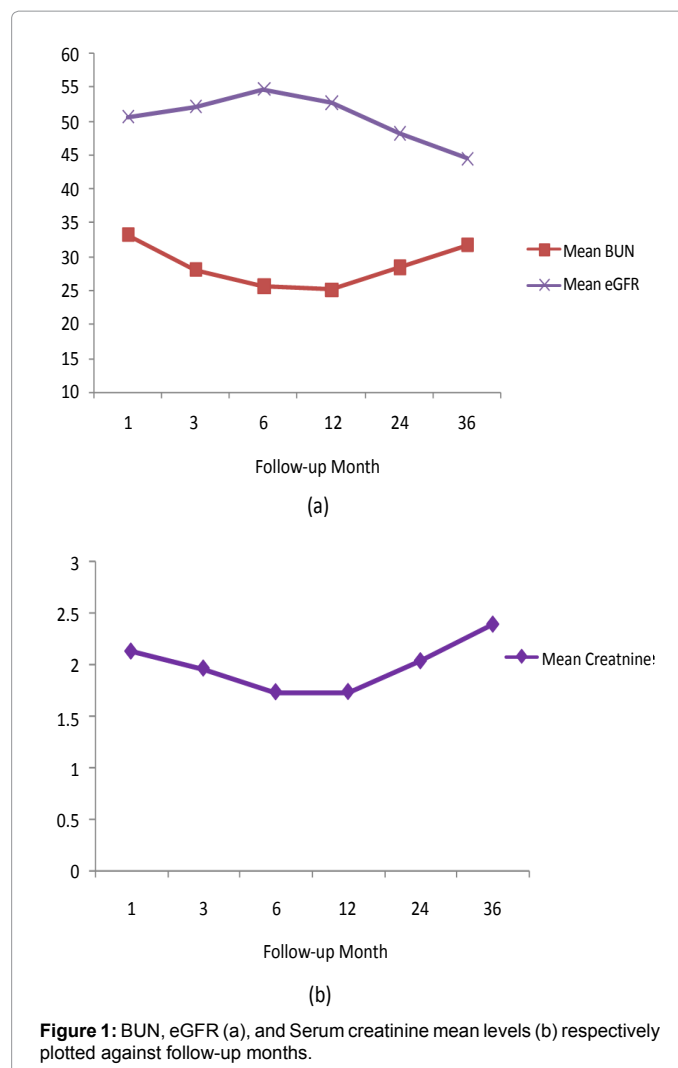 60
55
50
45
40
35
30
25
20
15
10
Mean BUN
Mean eGFR
1 3 6 12 24 36
Follow-up Month
(a)
3
2.5
2
1.5
1
0.5
0
Mean Creatnine
1 3 6 12 24 36
Follow-up Month
(b)
Figure 1: BUN, eGFR (a), and Serum creatinine mean levels (b) respectively
plotted against follow-up months.